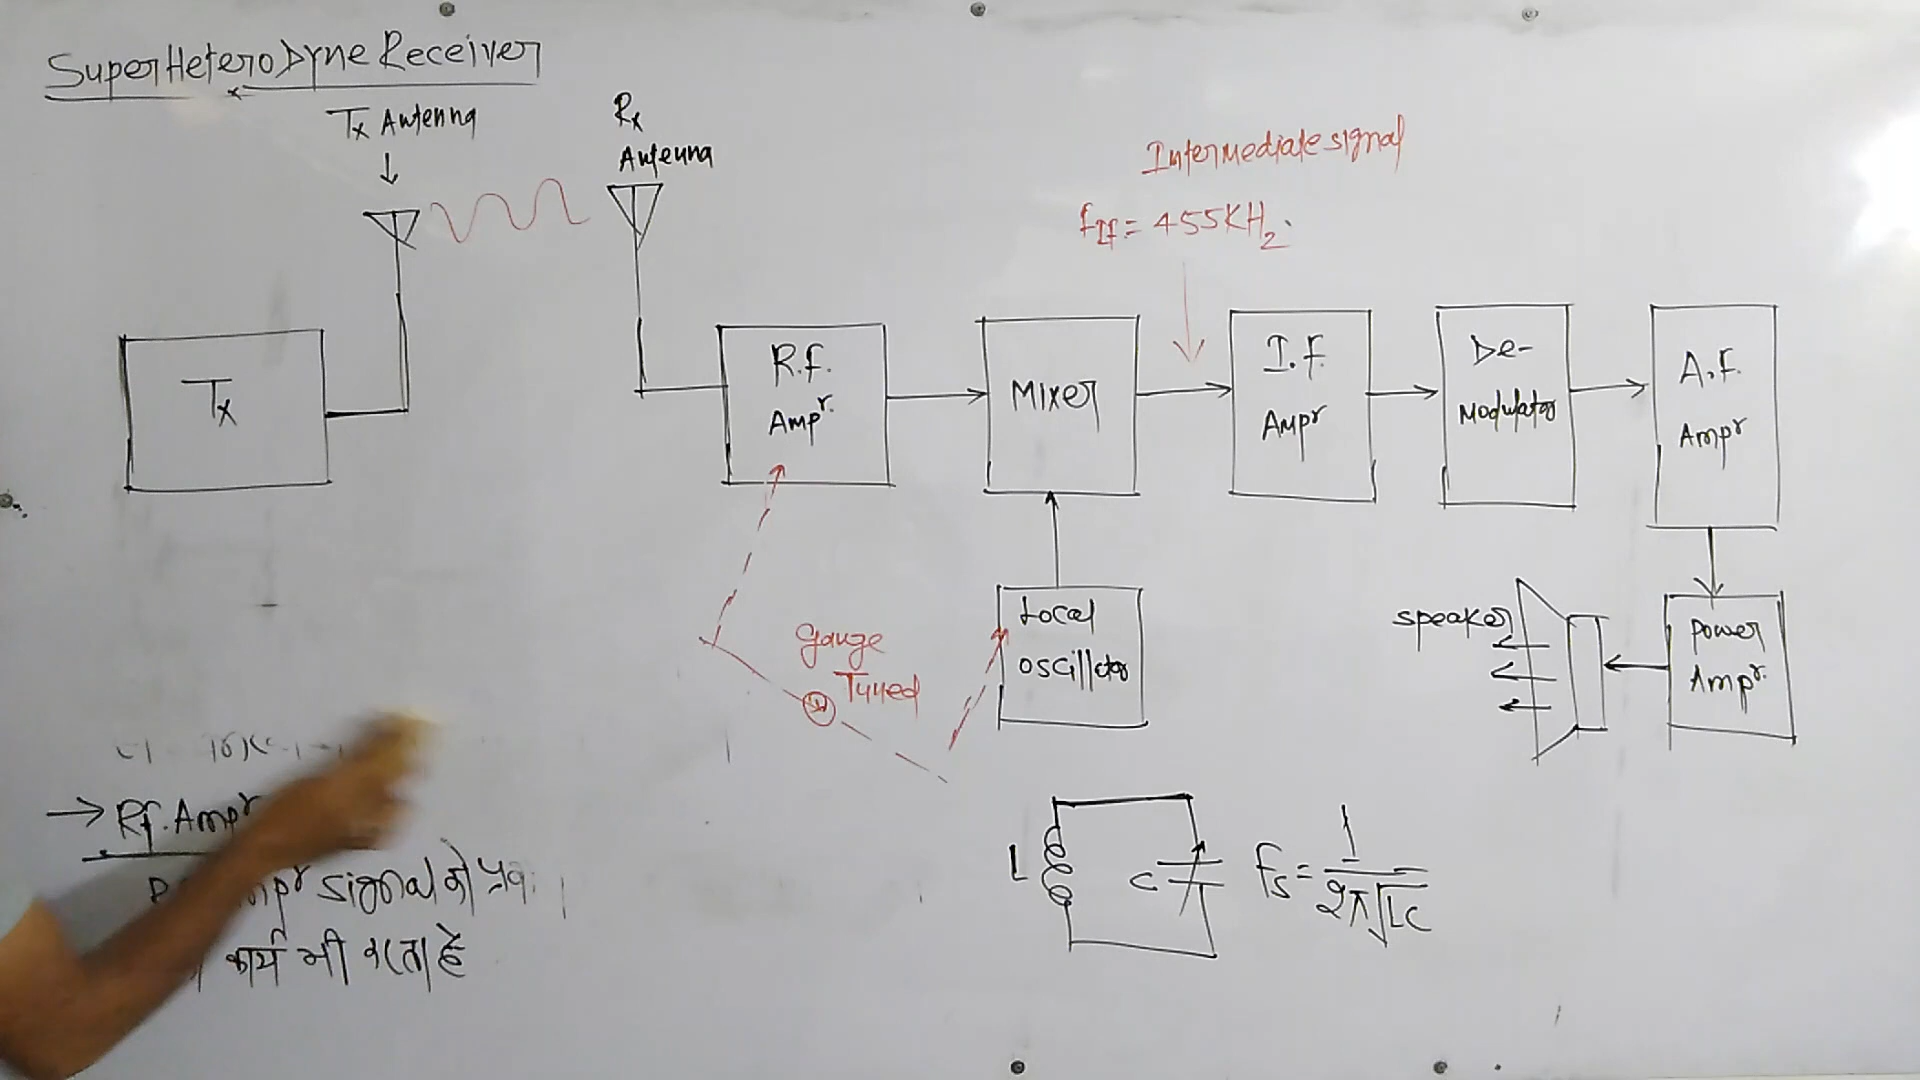 SuperHeteroDyne Receiver
Tx Antenna
Rx
Antenna
Intermediate signal
fIf = 455KHz.
Tx
R.f.
Ampr.
Mixer
I.F.
Ampr
De-
Modulator
A.F.
Ampr
Local
oscillctor
gauge
Tuned
speaker
power
Ampr.
→ Rf. Ampr
signal को
कार्य भी करता है
L
C
fs = 1/2π√LC